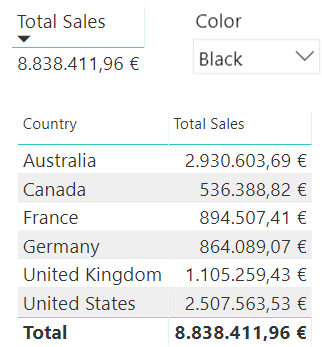 Total Sales
8.838.411,96 €
Color
Black
Country Total Sales
Australia 2.930.603,69 €
Canada 536.388,82 €
France 894.507,41 €
Germany 864.089,07 €
United Kingdom 1.105.259,43 €
United States 2.507.563,53 €
Total 8.838.411,96 €